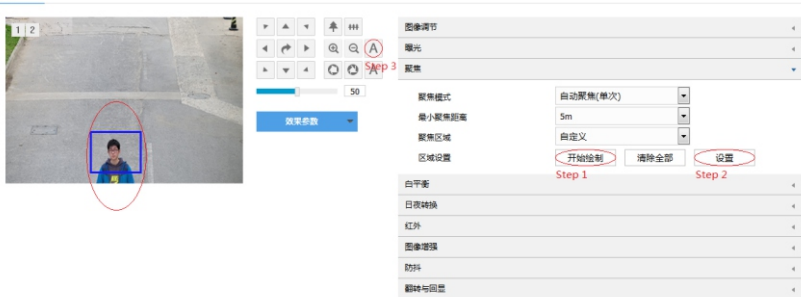 1 2
A
Step 3
A
50
效果参数
图像调节
曝光
聚焦
聚焦模式
自动聚焦(单次)
最小聚焦距离
5m
聚焦区域
自定义
区域设置
开始绘制
清除全部
设置
Step 1
Step 2
白平衡
日夜转换
红外
图像增强
防抖
翻转与回显